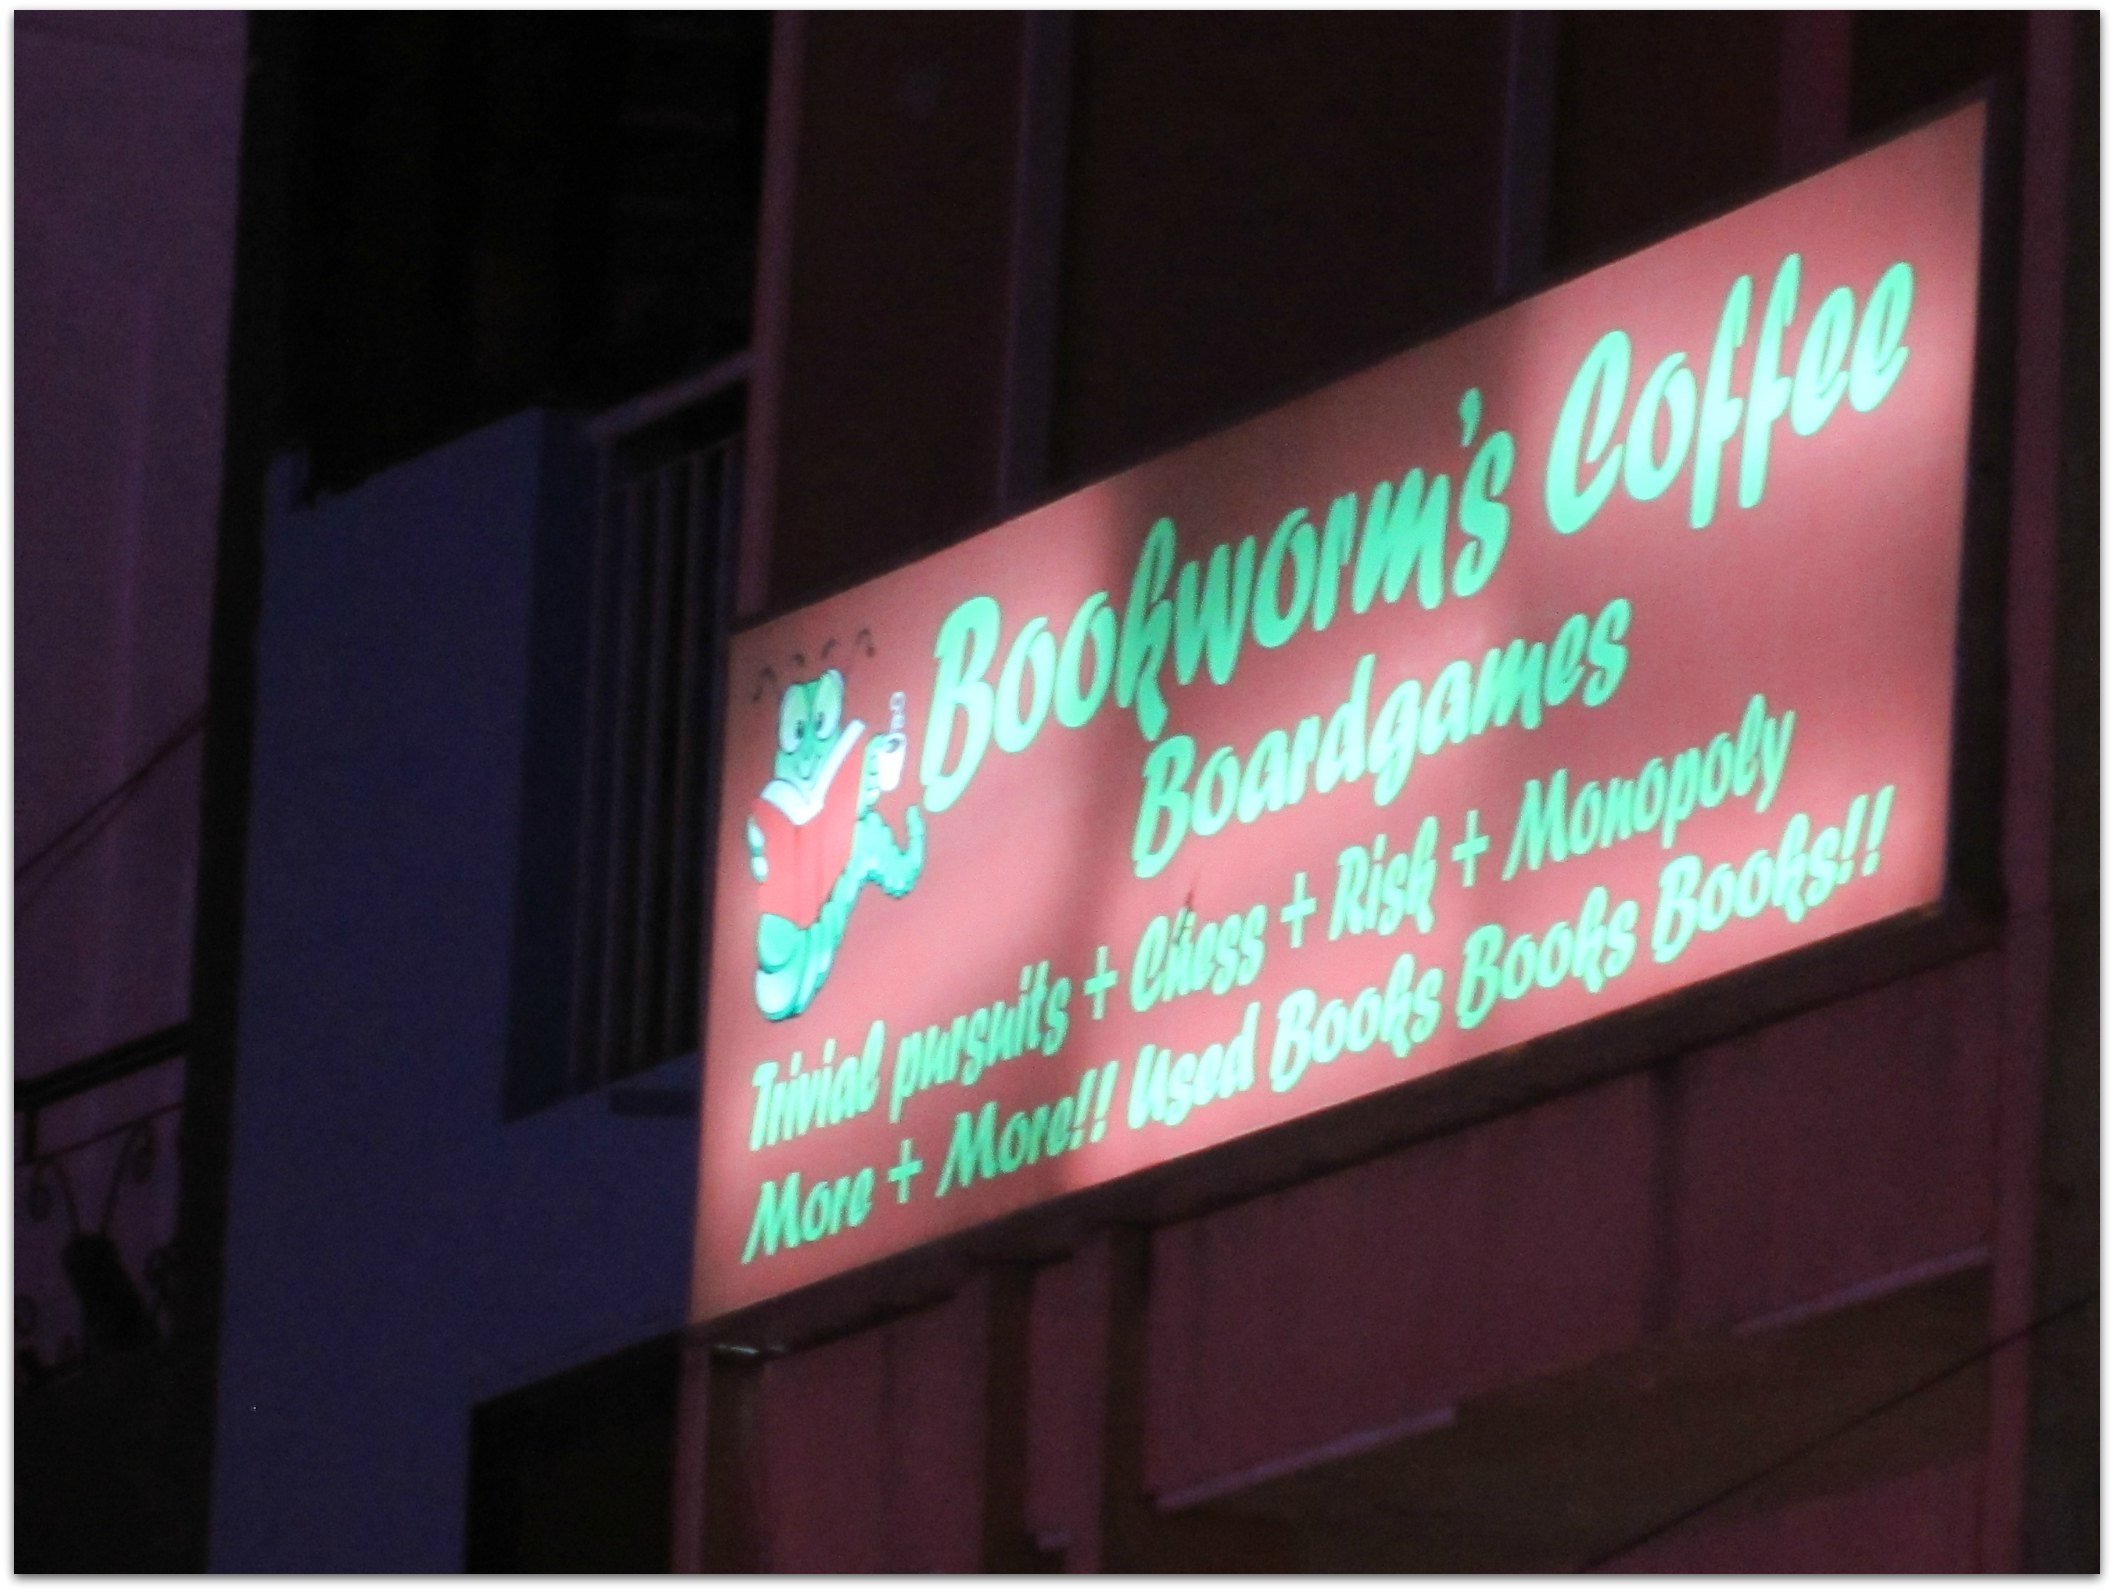 Bookworm's Coffee
Boardgames
Trivial pursuits + Chess + Risk + Monopoly
More + More!! Used Books Books Books!!